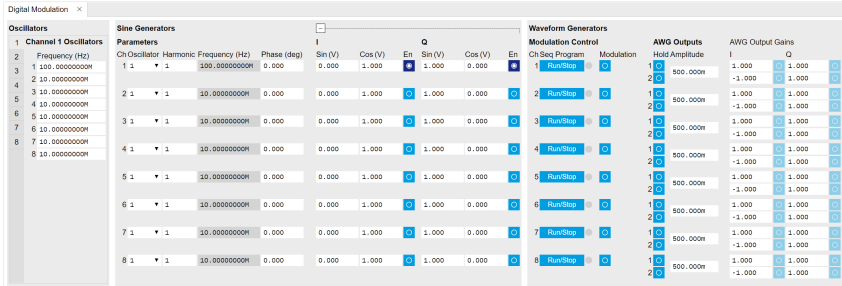 Digital Modulation ×
Oscillators
1 Channel 1 Oscillators
2
3
4
5
6
7
8
Frequency (Hz)
1 100.00000000M
2 10.00000000M
3 10.00000000M
4 10.00000000M
5 10.00000000M
6 10.00000000M
7 10.00000000M
8 10.00000000M
Sine Generators
Parameters I Q
Ch Oscillator Harmonic Frequency (Hz) Phase (deg) Sin (V) Cos (V) En Sin (V) Cos (V) En
1 1 ▼ 1 100.00000000M 0.000 0.000 1.000 1.000 0.000
2 1 ▼ 1 10.00000000M 0.000 0.000 1.000 1.000 0.000
3 1 ▼ 1 10.00000000M 0.000 0.000 1.000 1.000 0.000
4 1 ▼ 1 10.00000000M 0.000 0.000 1.000 1.000 0.000
5 1 ▼ 1 10.00000000M 0.000 0.000 1.000 1.000 0.000
6 1 ▼ 1 10.00000000M 0.000 0.000 1.000 1.000 0.000
7 1 ▼ 1 10.00000000M 0.000 0.000 1.000 1.000 0.000
8 1 ▼ 1 10.00000000M 0.000 0.000 1.000 1.000 0.000
Waveform Generators
Modulation Control AWG Outputs AWG Output Gains
Ch Seq Program Modulation Hold Amplitude I Q
1 Run/Stop 1 1.000 1.000
500.000m
2 -1.000 1.000
2 Run/Stop 1 1.000 1.000
500.000m
2 -1.000 1.000
3 Run/Stop 1 1.000 1.000
500.000m
2 -1.000 1.000
4 Run/Stop 1 1.000 1.000
500.000m
2 -1.000 1.000
5 Run/Stop 1 1.000 1.000
500.000m
2 -1.000 1.000
6 Run/Stop 1 1.000 1.000
500.000m
2 -1.000 1.000
7 Run/Stop 1 1.000 1.000
500.000m
2 -1.000 1.000
8 Run/Stop 1 1.000 1.000
500.000m
2 -1.000 1.000